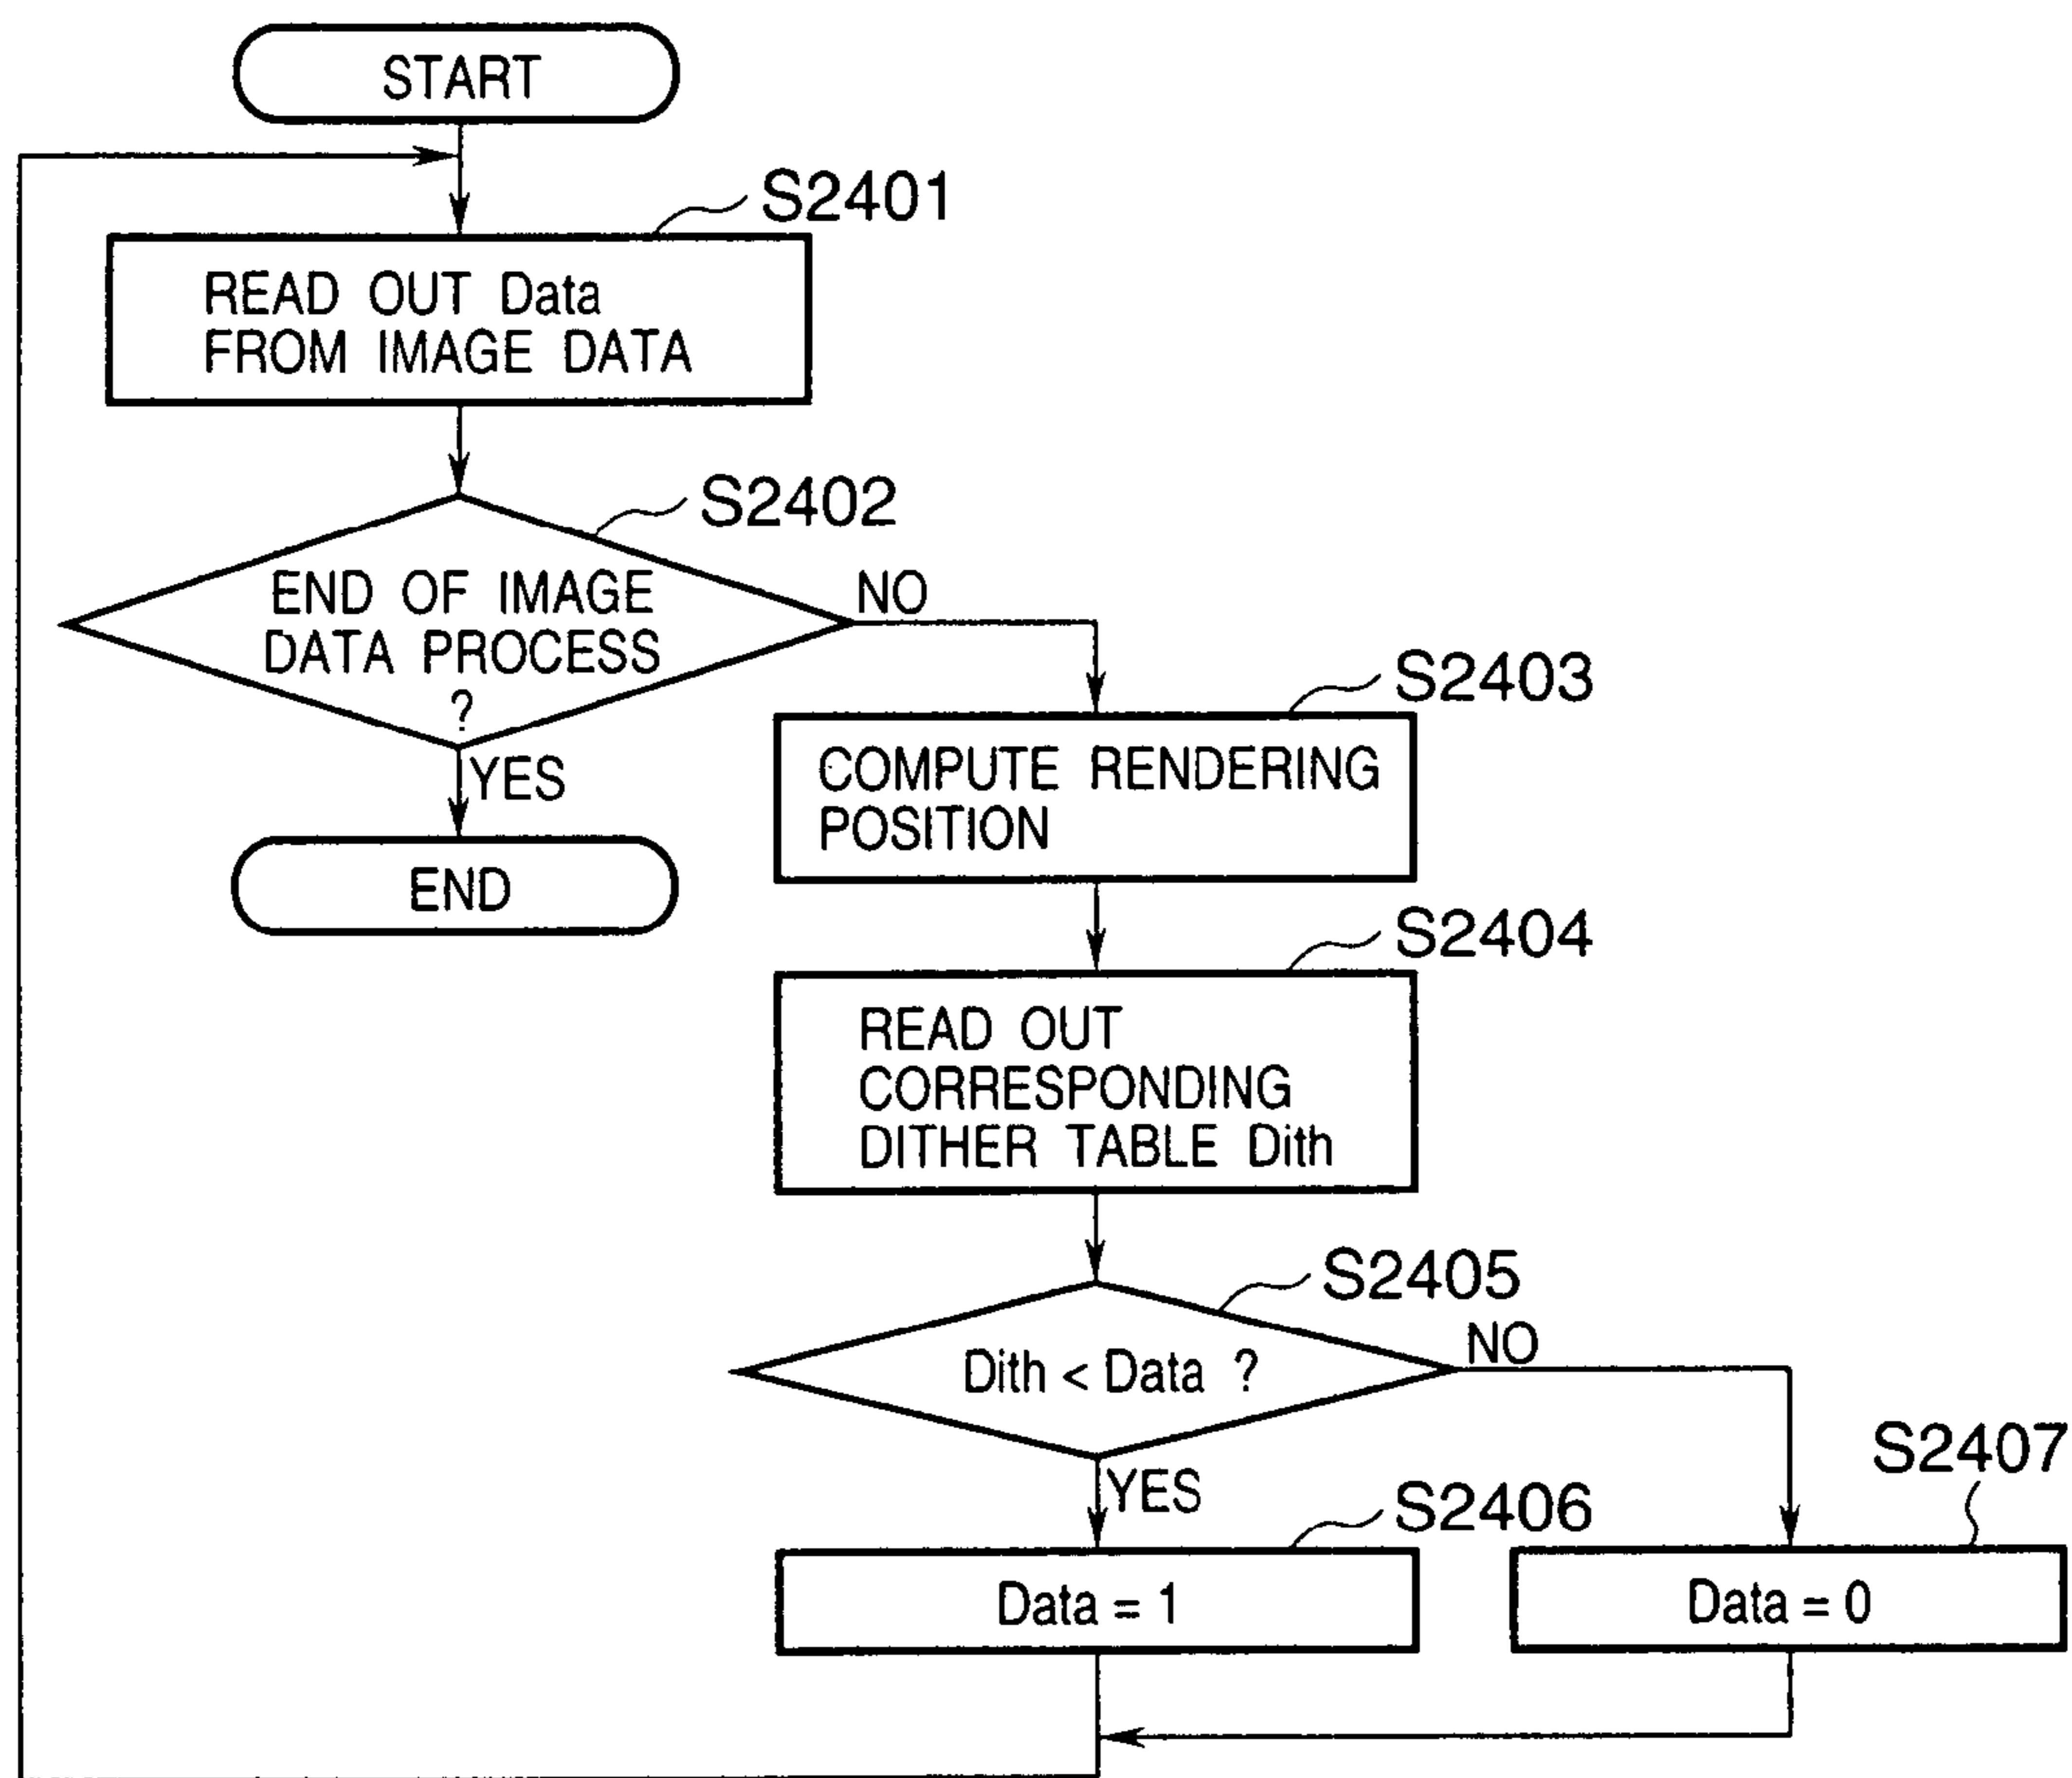 START
S2401
READ OUT Data
FROM IMAGE DATA
S2402
END OF IMAGE
DATA PROCESS
?
NO
YES
END
S2403
COMPUTE RENDERING
POSITION
S2404
READ OUT
CORRESPONDING
DITHER TABLE Dith
S2405
Dith < Data ?
NO
YES
S2406
Data = 1
S2407
Data = 0